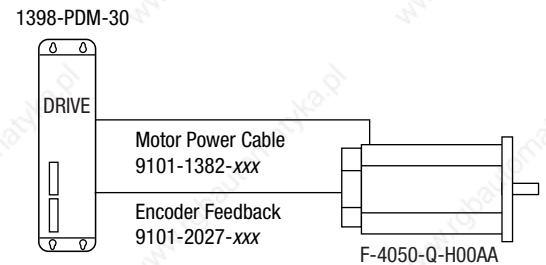 1398-PDM-30
DRIVE
Motor Power Cable
9101-1382-xxx
Encoder Feedback
9101-2027-xxx
F-4050-Q-H00AA